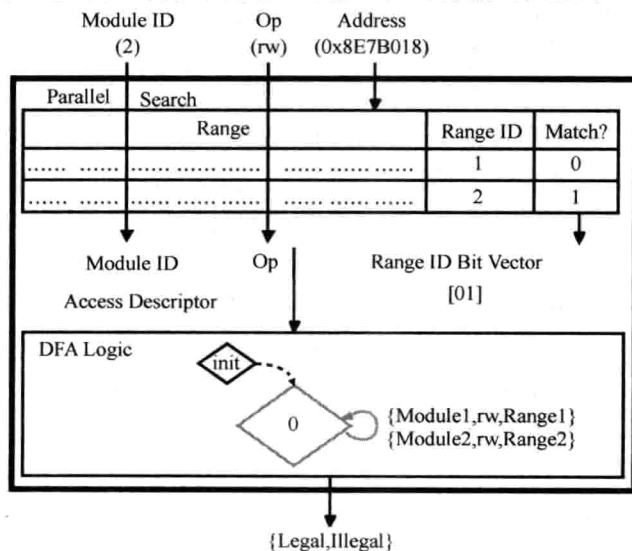 Module ID Op Address
(2) (rw) (0x8E7B018)
Parallel Search
Range Range ID Match?
...... ...... ...... ...... ...... ...... ...... ...... 1 0
...... ...... ...... ...... ...... ...... ...... ...... 2 1
Module ID Op Range ID Bit Vector
Access Descriptor [01]
DFA Logic
init
0
{Module1,rw,Range1}
{Module2,rw,Range2}
{Legal,Illegal}